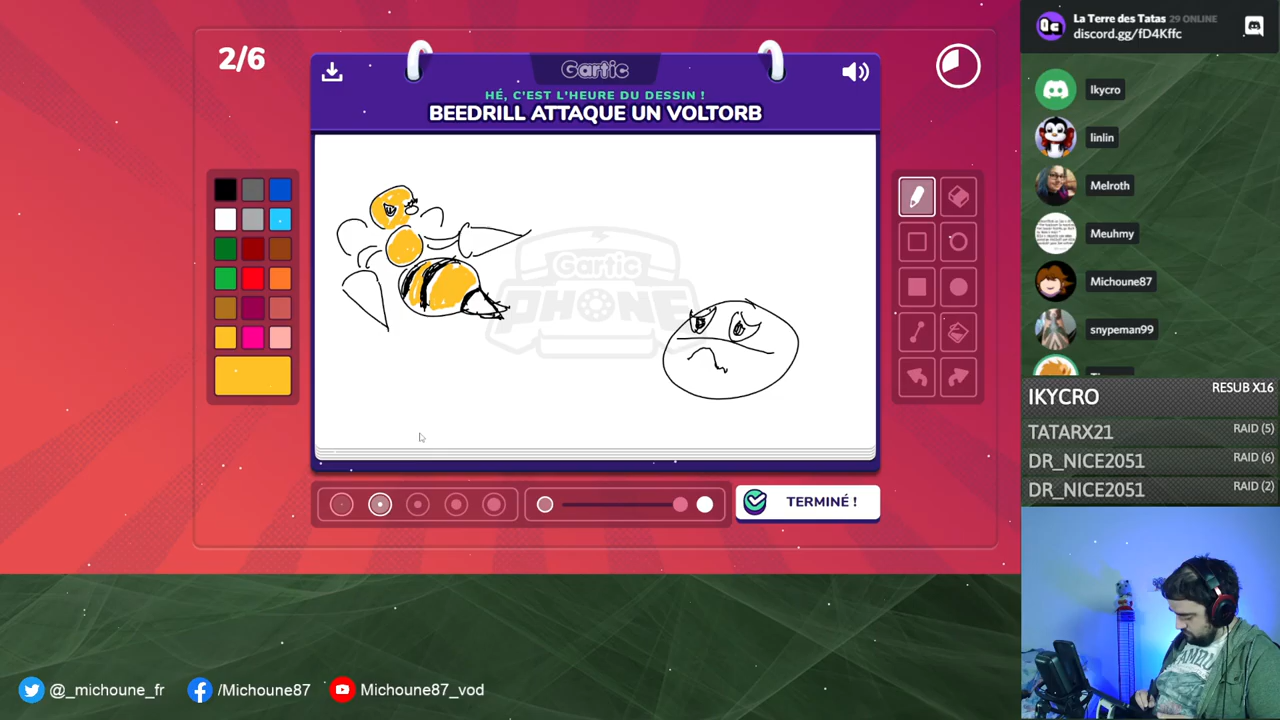 2/6
Gartic
HÉ, C'EST L'HEURE DU DESSIN !
BEEDRILL ATTAQUE UN VOLTORB
Gartic
PHONE
TERMINÉ !
@_michoune_fr
/Michoune87
Michoune87_vod
La Terre des Tatas 29 ONLINE
discord.gg/fD4Kffc
Ikycro
linlin
Melroth
Meuhmy
Michoune87
snypeman99
IKYCRO RESUB X16
TATARX21 RAID (5)
DR_NICE2051 RAID (6)
DR_NICE2051 RAID (2)